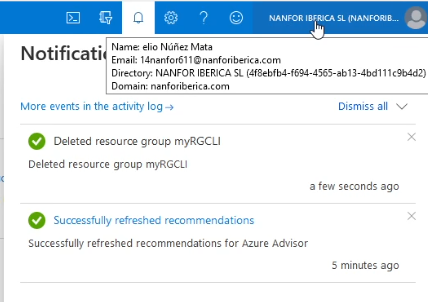 NANFOR IBERICA SL (NANFORIB...
Notificatio
Name: elio Núñez Mata
Email: 14nanfor611@nanforiberica.com
Directory: NANFOR IBERICA SL (4f8ebfb4-f694-4565-ab13-4bd111c9b4d2)
Domain: nanforiberica.com
More events in the activity log →
Dismiss all
Deleted resource group myRGCLI
Deleted resource group myRGCLI
a few seconds ago
Successfully refreshed recommendations
Successfully refreshed recommendations for Azure Advisor
5 minutes ago